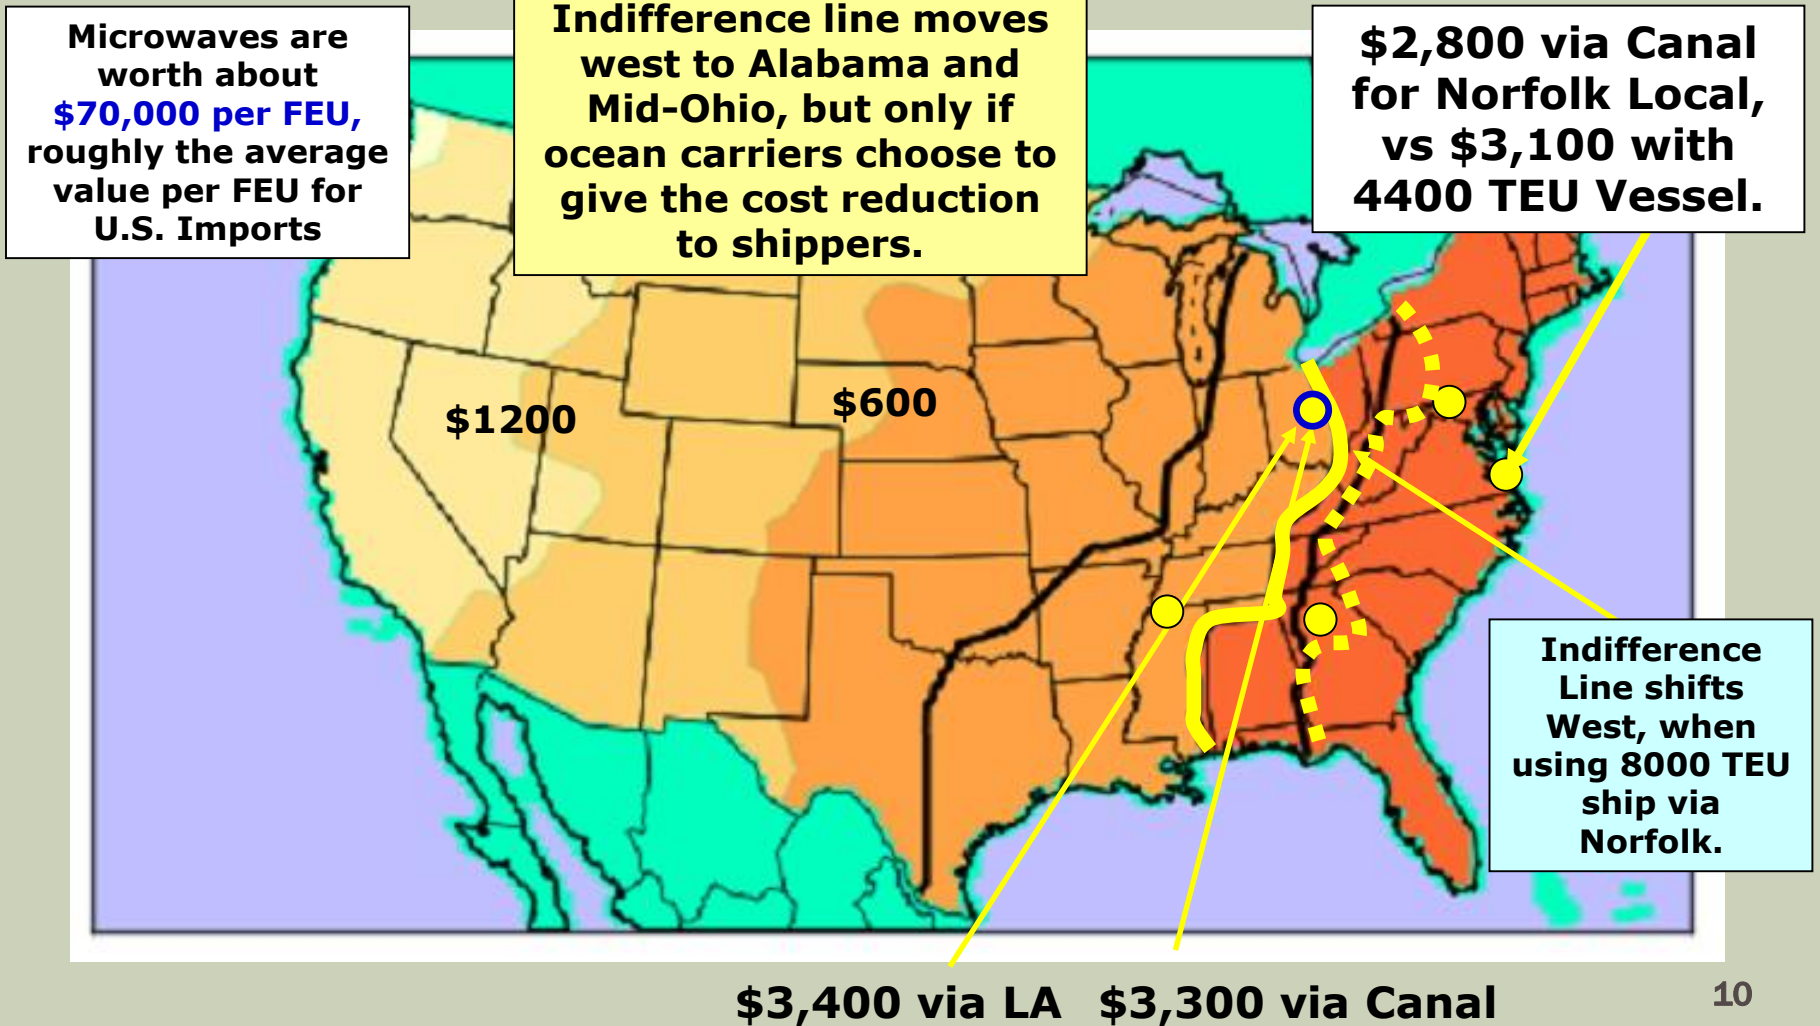 Microwaves are
worth about
$70,000 per FEU,
roughly the average
value per FEU for
U.S. Imports
Indifference line moves
west to Alabama and
Mid-Ohio, but only if
ocean carriers choose to
give the cost reduction
to shippers.
$2,800 via Canal
for Norfolk Local,
vs $3,100 with
4400 TEU Vessel.
$1200
$600
Indifference
Line shifts
West, when
using 8000 TEU
ship via
Norfolk.
$3,400 via LA
$3,300 via Canal
10